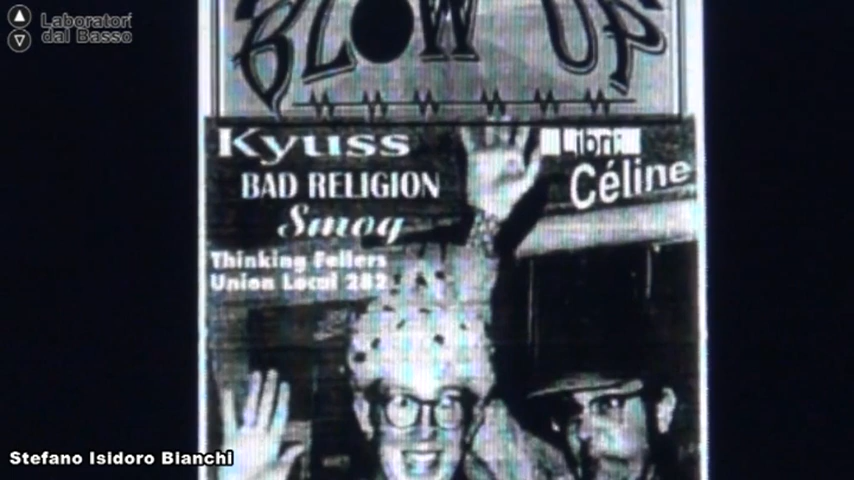 Laboratori
dal Basso
BLOW UP
Kyuss
BAD RELIGION
Smog
Thinking Fellers
Union Local 282
Libri:
Céline
Stefano Isidoro Bianchi